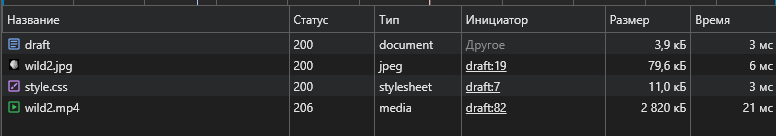 Название Статус Тип Инициатор Размер Время
draft 200 document Другое 3,9 кБ 3 мс
wild2.jpg 200 jpeg draft:19 79,6 кБ 6 мс
style.css 200 stylesheet draft:7 11,0 кБ 3 мс
wild2.mp4 206 media draft:82 2 820 кБ 21 мс